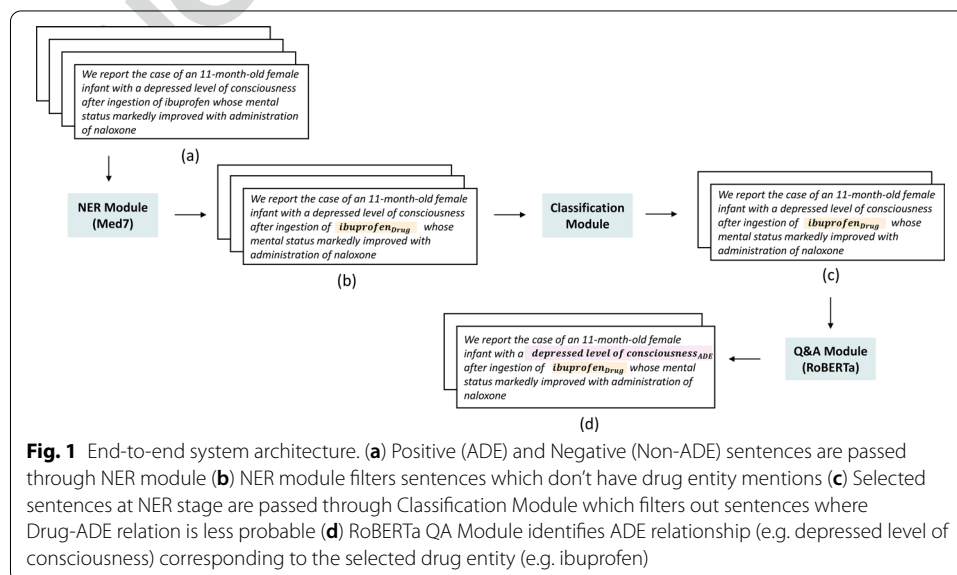 We report the case of an 11-month-old female
infant with a depressed level of consciousness
after ingestion of ibuprofen whose mental
status markedly improved with administration
of naloxone
(a)
NER Module
(Med7)
We report the case of an 11-month-old female
infant with a depressed level of consciousness
after ingestion of ibuprofenDrug whose
mental status markedly improved with
administration of naloxone
(b)
Classification
Module
We report the case of an 11-month-old female
infant with a depressed level of consciousness
after ingestion of ibuprofenDrug whose
mental status markedly improved with
administration of naloxone
(c)
Q&A Module
(RoBERTa)
We report the case of an 11-month-old female
infant with a depressed level of consciousnessADE
after ingestion of ibuprofenDrug whose mental
status markedly improved with administration of
naloxone
(d)
Fig. 1 End-to-end system architecture. (a) Positive (ADE) and Negative (Non-ADE) sentences are passed
through NER module (b) NER module filters sentences which don't have drug entity mentions (c) Selected
sentences at NER stage are passed through Classification Module which filters out sentences where
Drug-ADE relation is less probable (d) RoBERTa QA Module identifies ADE relationship (e.g. depressed level of
consciousness) corresponding to the selected drug entity (e.g. ibuprofen)